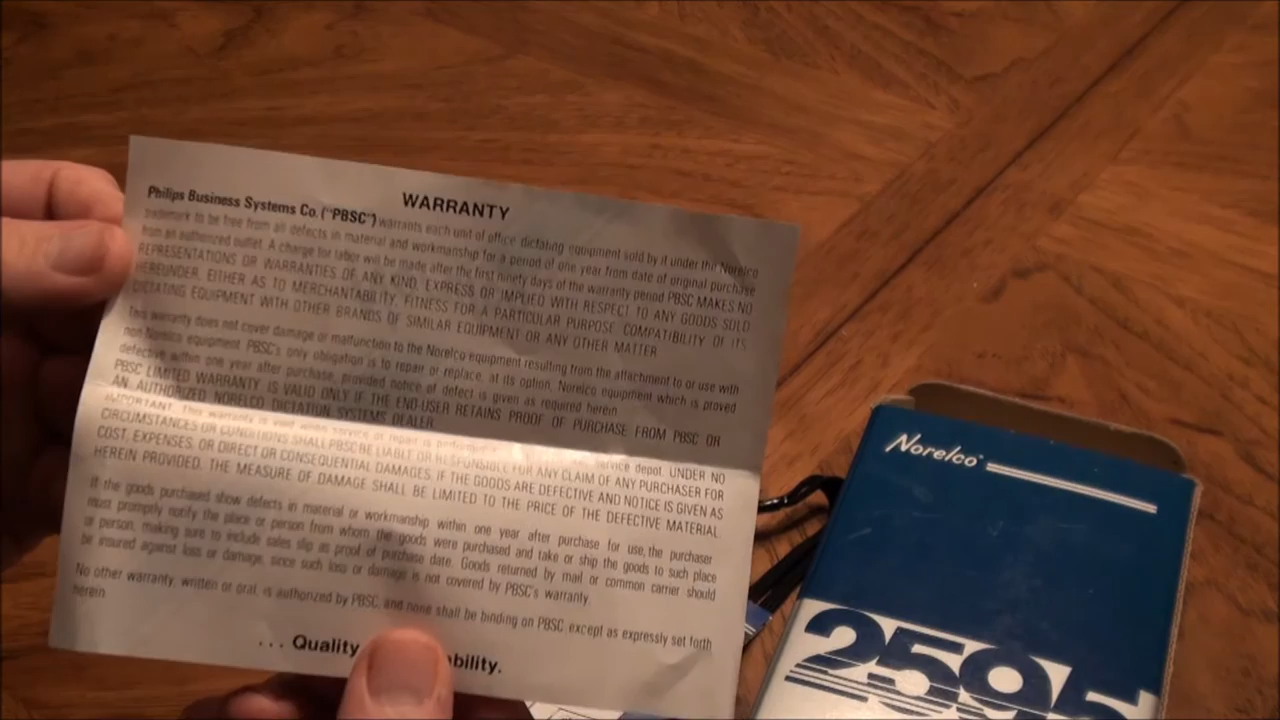 WARRANTY
Philips Business Systems Co. ("PBSC") warrants each unit of office dictating equipment sold by it under the Norelco
trademark to be free from all defects in material and workmanship for a period of one year from date of original purchase
from an authorized outlet. A charge for labor will be made after the first ninety days of the warranty period PBSC MAKES NO
REPRESENTATIONS OR WARRANTIES OF ANY KIND, EXPRESS OR IMPLIED WITH RESPECT TO ANY GOODS SOLD
HEREUNDER, EITHER AS TO MERCHANTABILITY, FITNESS FOR A PARTICULAR PURPOSE, COMPATIBILITY OF ITS
DICTATING EQUIPMENT WITH OTHER BRANDS OF SIMILAR EQUIPMENT OR ANY OTHER MATTER
This warranty does not cover damage or malfunction to the Norelco equipment resulting from the attachment to or use with
non-Norelco equipment PBSC's only obligation is to repair or replace, at its option, Norelco equipment which is proved
defective within one year after purchase, provided notice of defect is given as required herein
PBSC LIMITED WARRANTY IS VALID ONLY IF THE END-USER RETAINS PROOF OF PURCHASE FROM PBSC OR
AN AUTHORIZED NORELCO DICTATION SYSTEMS DEALER.
IMPORTANT. This warranty is valid when service or repair is service depot. UNDER NO
CIRCUMSTANCES OR CONDITIONS SHALL PBSC BE LIABLE OR RESPONSIBLE FOR ANY CLAIM OF ANY PURCHASER FOR
COST, EXPENSES, OR DIRECT OR CONSEQUENTIAL DAMAGES, IF THE GOODS ARE DEFECTIVE AND NOTICE IS GIVEN AS
HEREIN PROVIDED, THE MEASURE OF DAMAGE SHALL BE LIMITED TO THE PRICE OF THE DEFECTIVE MATERIAL.
If the goods purchased show defects in material or workmanship within one year after purchase for use, the purchaser
must promptly notify the place or person from whom the goods were purchased and take or ship the goods to such place
or person, making sure to include sales slip as proof of purchase date. Goods returned by mail or common carrier should
be insured against loss or damage, since such loss or damage is not covered by PBSC's warranty.
No other warranty, written or oral, is authorized by PBSC, and none shall be binding on PBSC except as expressly set forth
herein
... Quality bility.
Norelco
2595